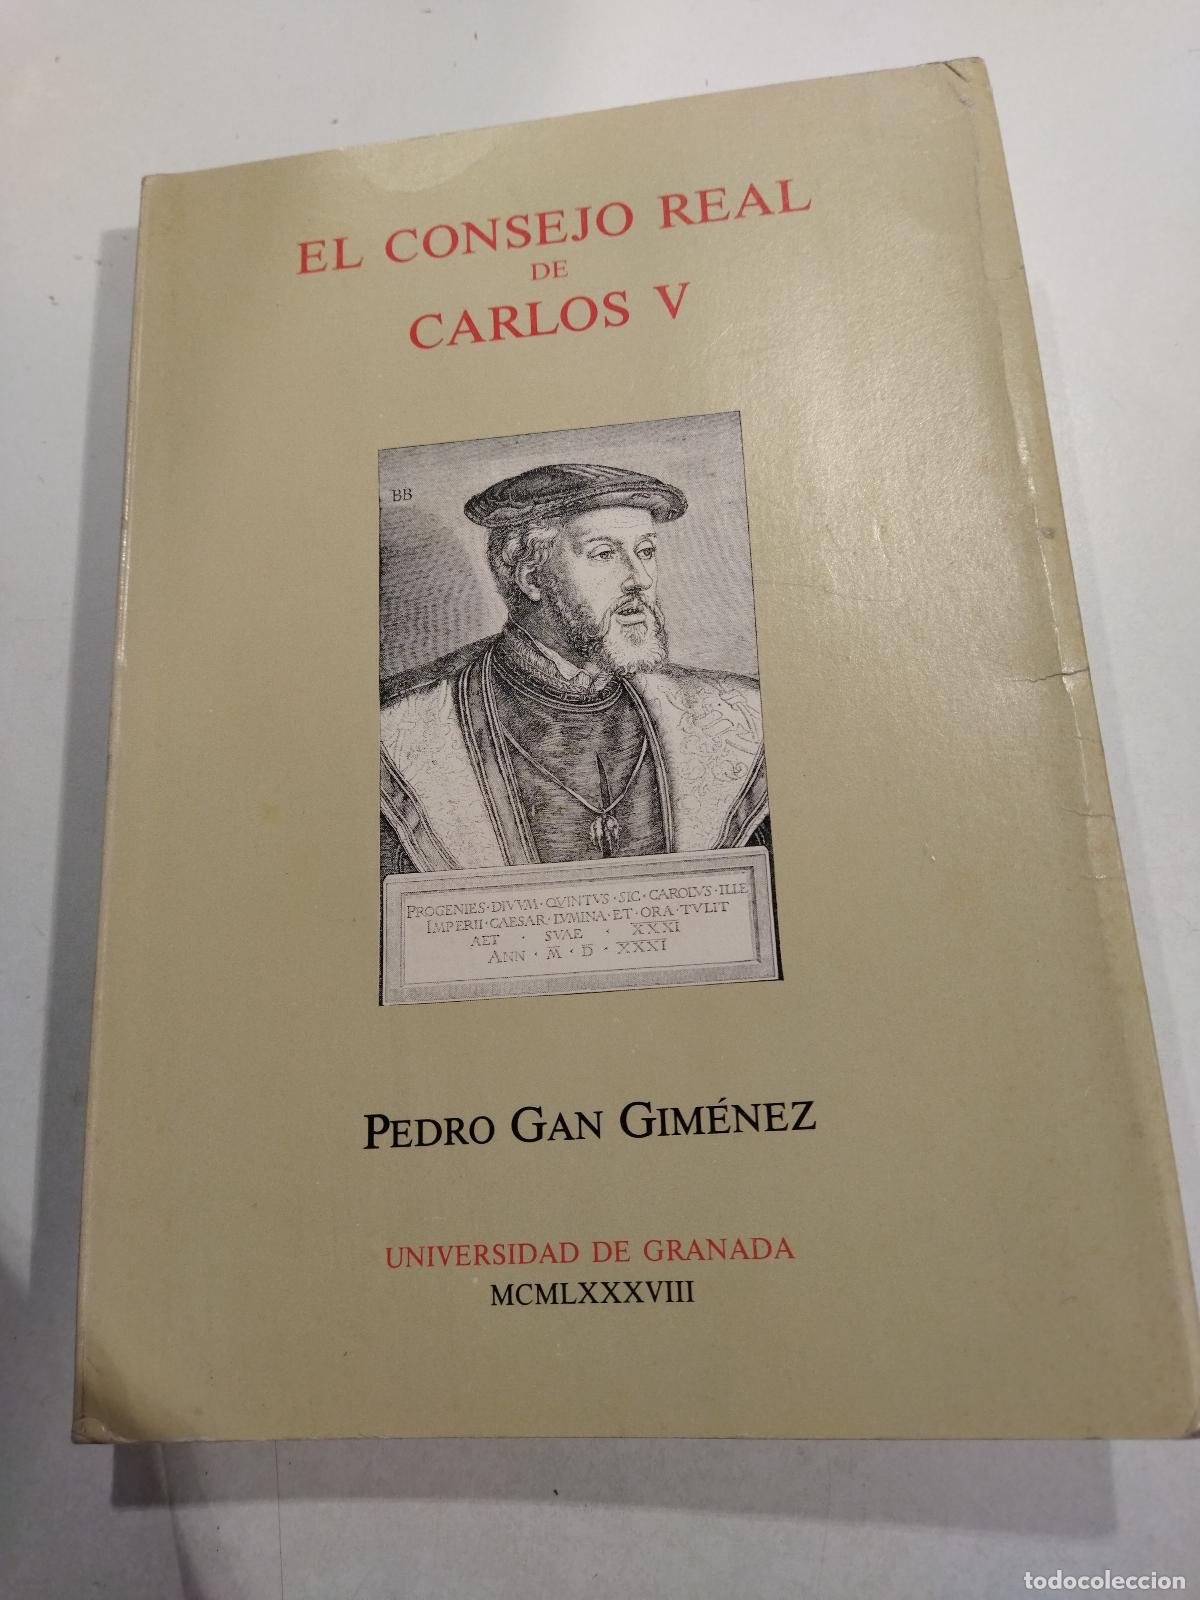 EL CONSEJO REAL
DE
CARLOS V
BB
PROGENIES · DIVVM · QVINTVS · SIC · CAROLVS · ILLE
IMPERII · CAESAR · LVMINA · ET · ORA · TVLIT
AET · SVAE · XXXI
ANN · M · D · XXXI
PEDRO GAN GIMÉNEZ
UNIVERSIDAD DE GRANADA
MCMLXXXVIII
todocoleccion